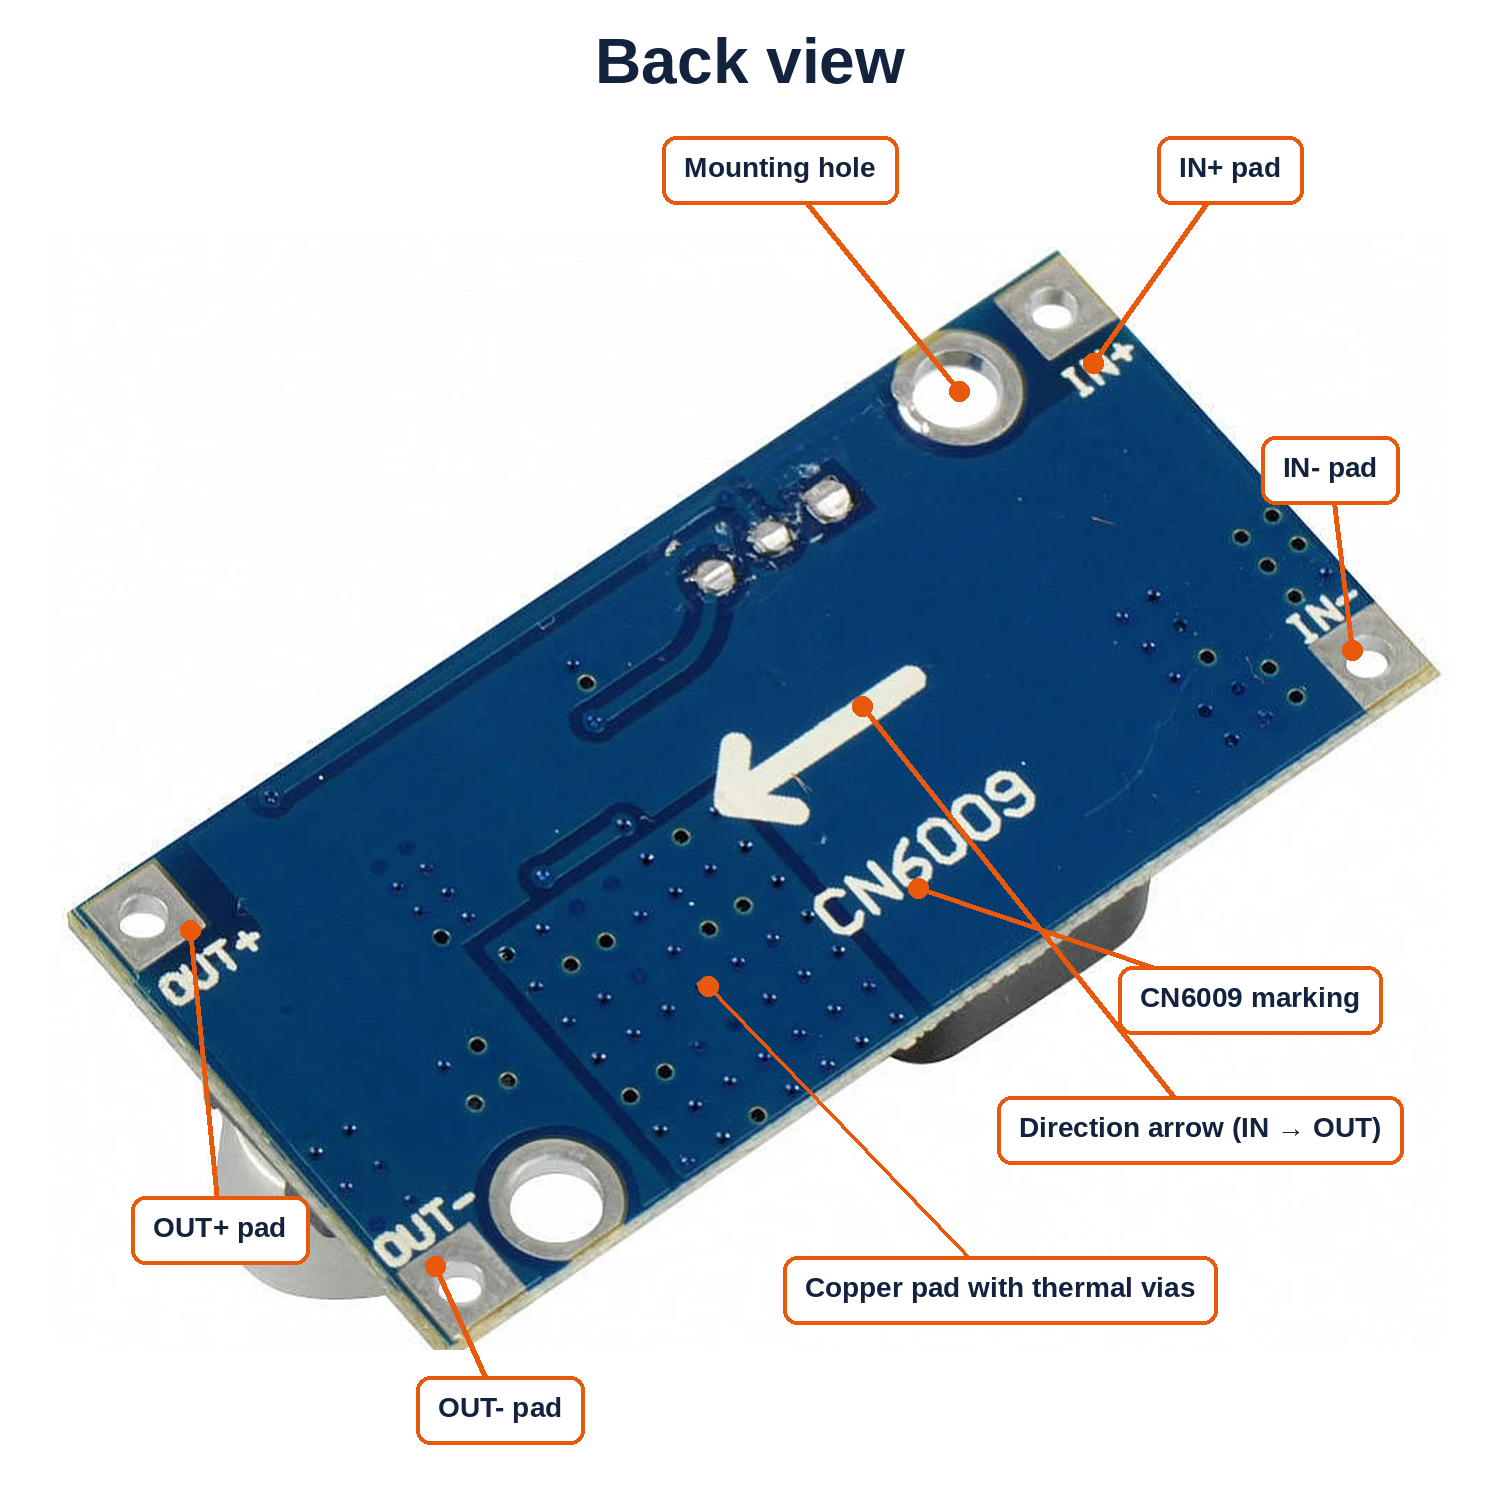 Back view
Mounting hole
IN+ pad
IN+
IN- pad
IN-
CN6009
CN6009 marking
OUT+
Direction arrow (IN → OUT)
OUT+ pad
OUT-
Copper pad with thermal vias
OUT- pad